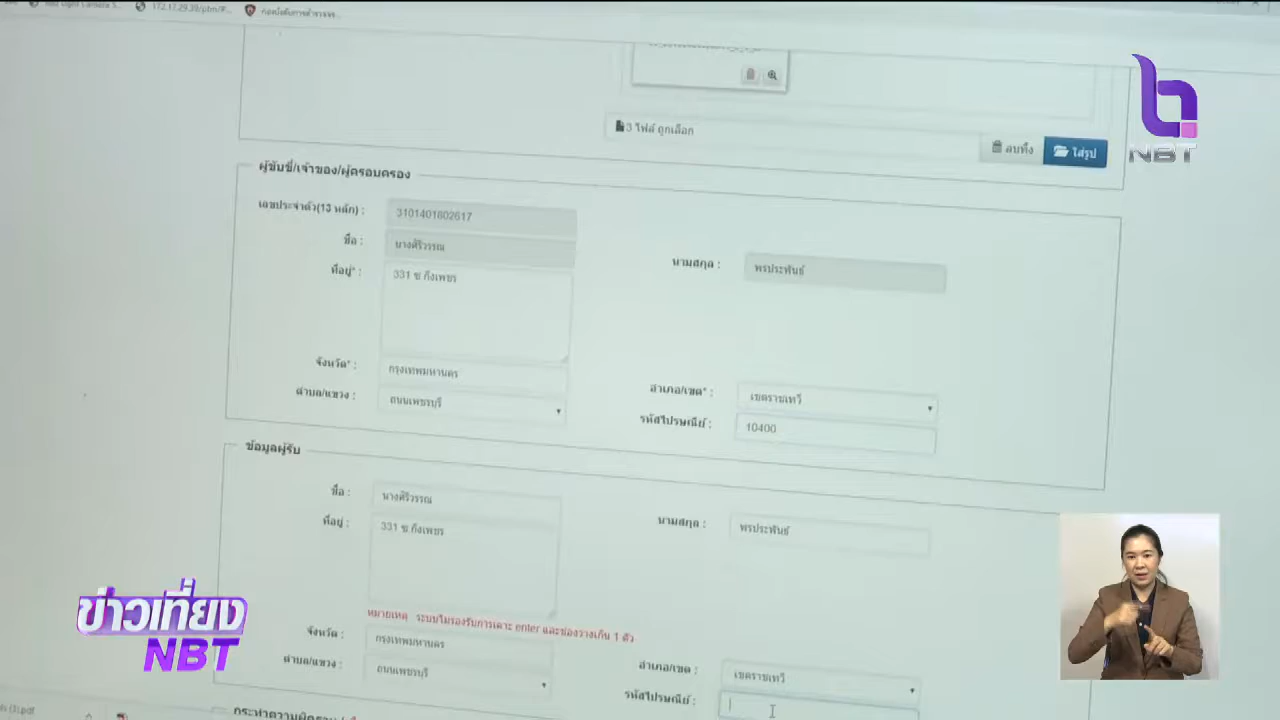 172.17.29.39/ptm/P...
3 ไฟล์ ถูกเลือก
ลบทิ้ง ใส่รูป
NBT
ผู้ขับขี่/เจ้าของ/ผู้ครอบครอง
เลขประจำตัว(13 หลัก) : 3101401602617
ชื่อ : นางศิริวรรณ นามสกุล : พรประพันธ์
ที่อยู่* : 331 ซ กิ่งเพชร
จังหวัด* : กรุงเทพมหานคร อำเภอ/เขต* : เขตราชเทวี
ตำบล/แขวง : ถนนเพชรบุรี รหัสไปรษณีย์ : 10400
ข้อมูลผู้รับ
ชื่อ : นางศิริวรรณ นามสกุล : พรประพันธ์
ที่อยู่ : 331 ซ กิ่งเพชร
หมายเหตุ ระบบไม่รองรับการเคาะ enter และช่องว่างเกิน 1 ตัว
จังหวัด : กรุงเทพมหานคร อำเภอ/เขต : เขตราชเทวี
ตำบล/แขวง : ถนนเพชรบุรี รหัสไปรษณีย์ :
ข่าวเที่ยง
NBT